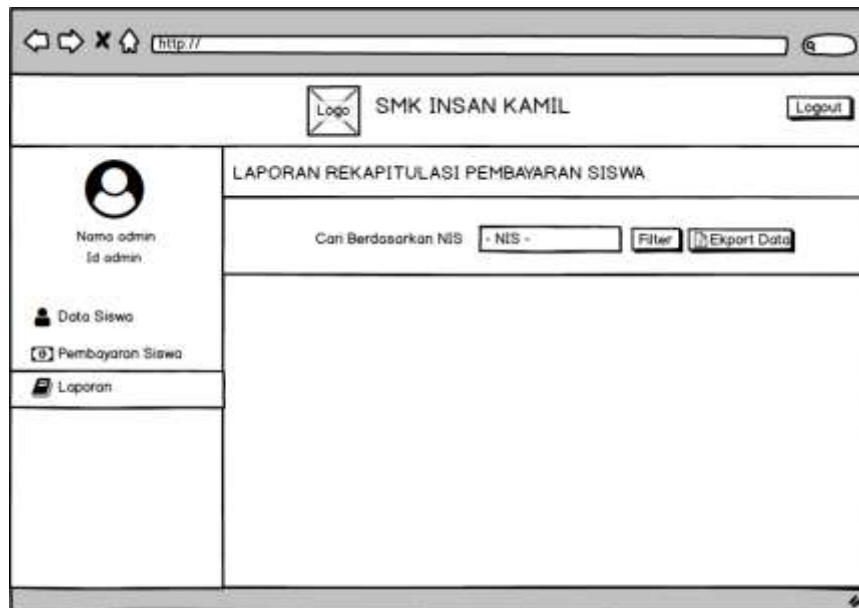 http://
Logo
SMK INSAN KAMIL
Logout
Nama admin
Id admin
Data Siswa
Pembayaran Siswa
Laporan
LAPORAN REKAPITULASI PEMBAYARAN SISWA
Cari Berdasarkan NIS
- NIS -
Filter
Eksport Data